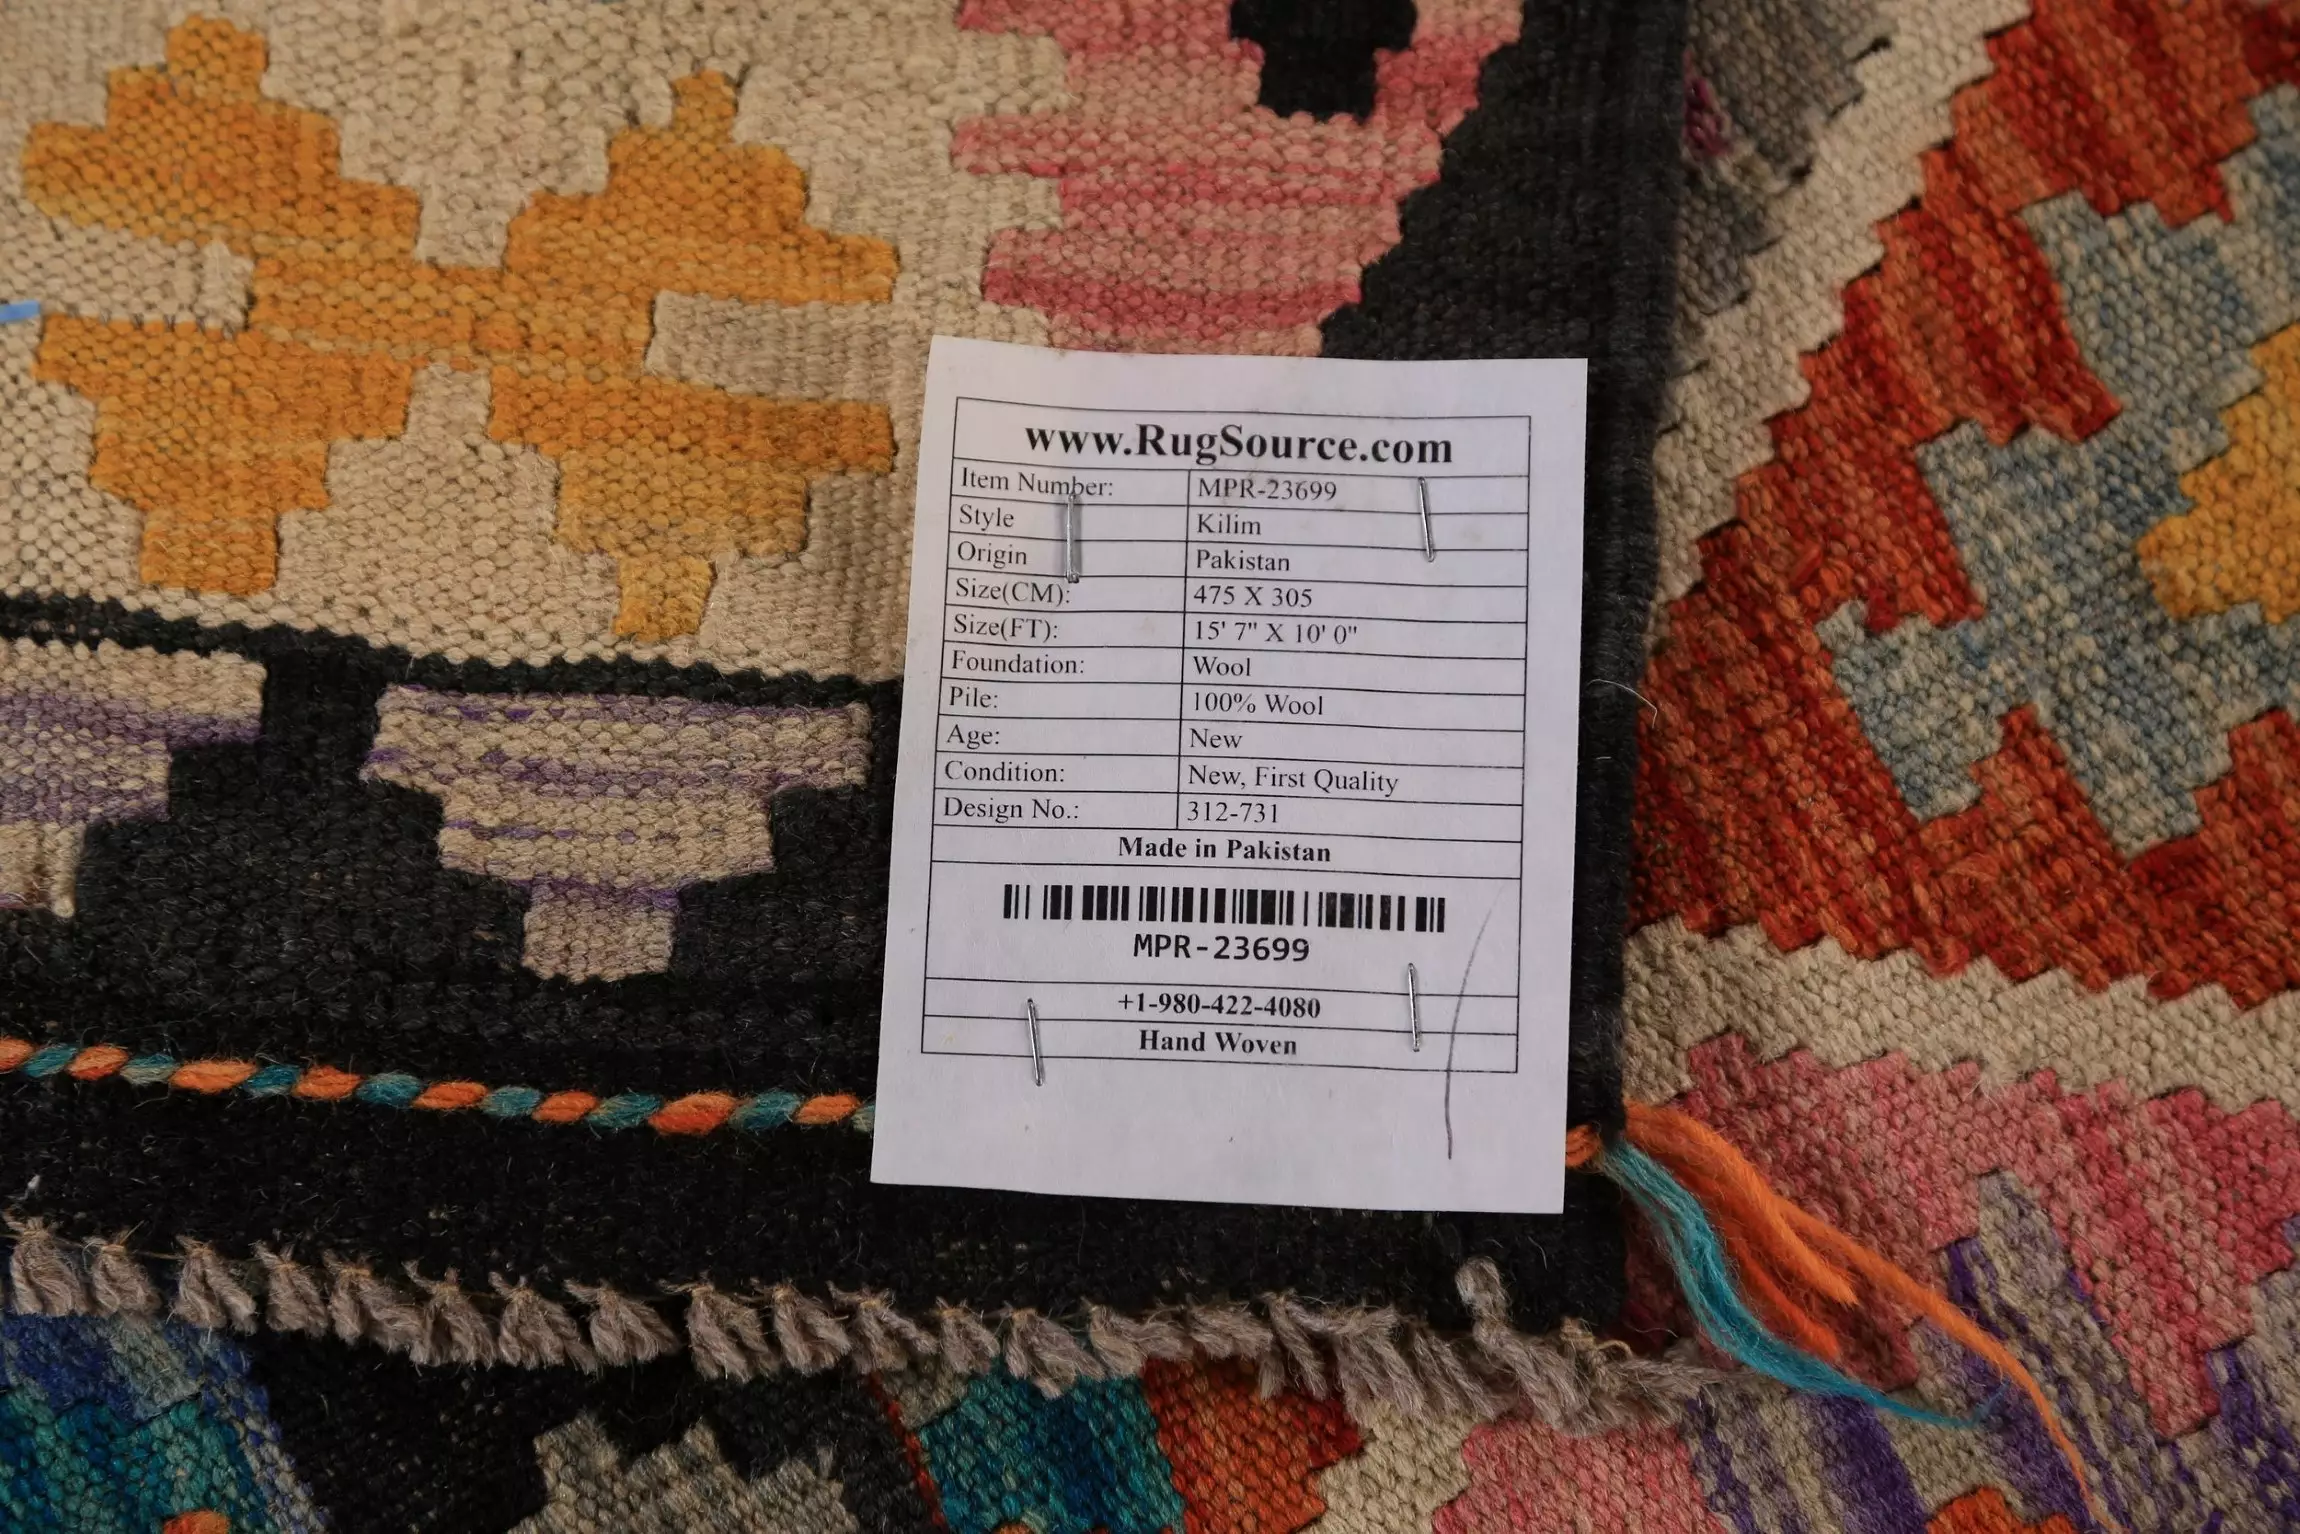 www.RugSource.com
Item Number: MPR-23699
Style Kilim
Origin Pakistan
Size(CM): 475 X 305
Size(FT): 15' 7" X 10' 0"
Foundation: Wool
Pile: 100% Wool
Age: New
Condition: New, First Quality
Design No.: 312-731
Made in Pakistan
MPR-23699
+1-980-422-4080
Hand Woven